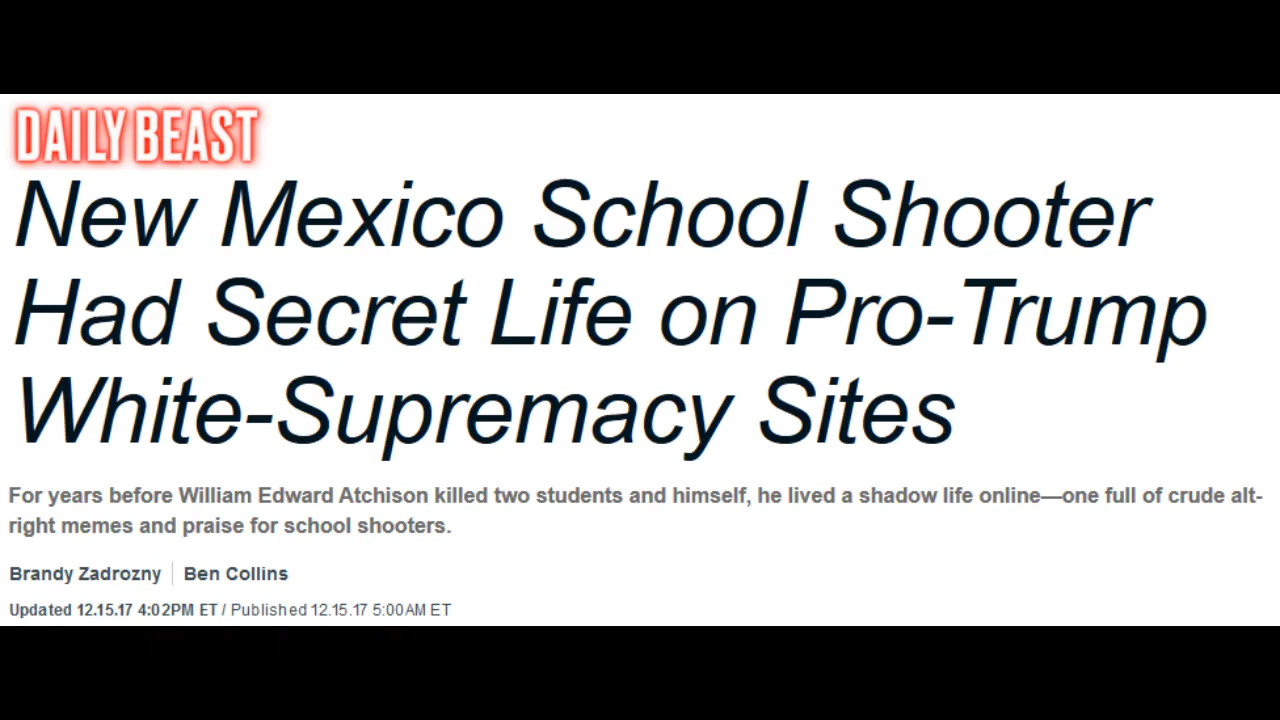 DAILY BEAST
New Mexico School Shooter
Had Secret Life on Pro-Trump
White-Supremacy Sites
For years before William Edward Atchison killed two students and himself, he lived a shadow life online—one full of crude alt-
right memes and praise for school shooters.
Brandy Zadrozny | Ben Collins
Updated 12.15.17 4:02PM ET / Published 12.15.17 5:00AM ET